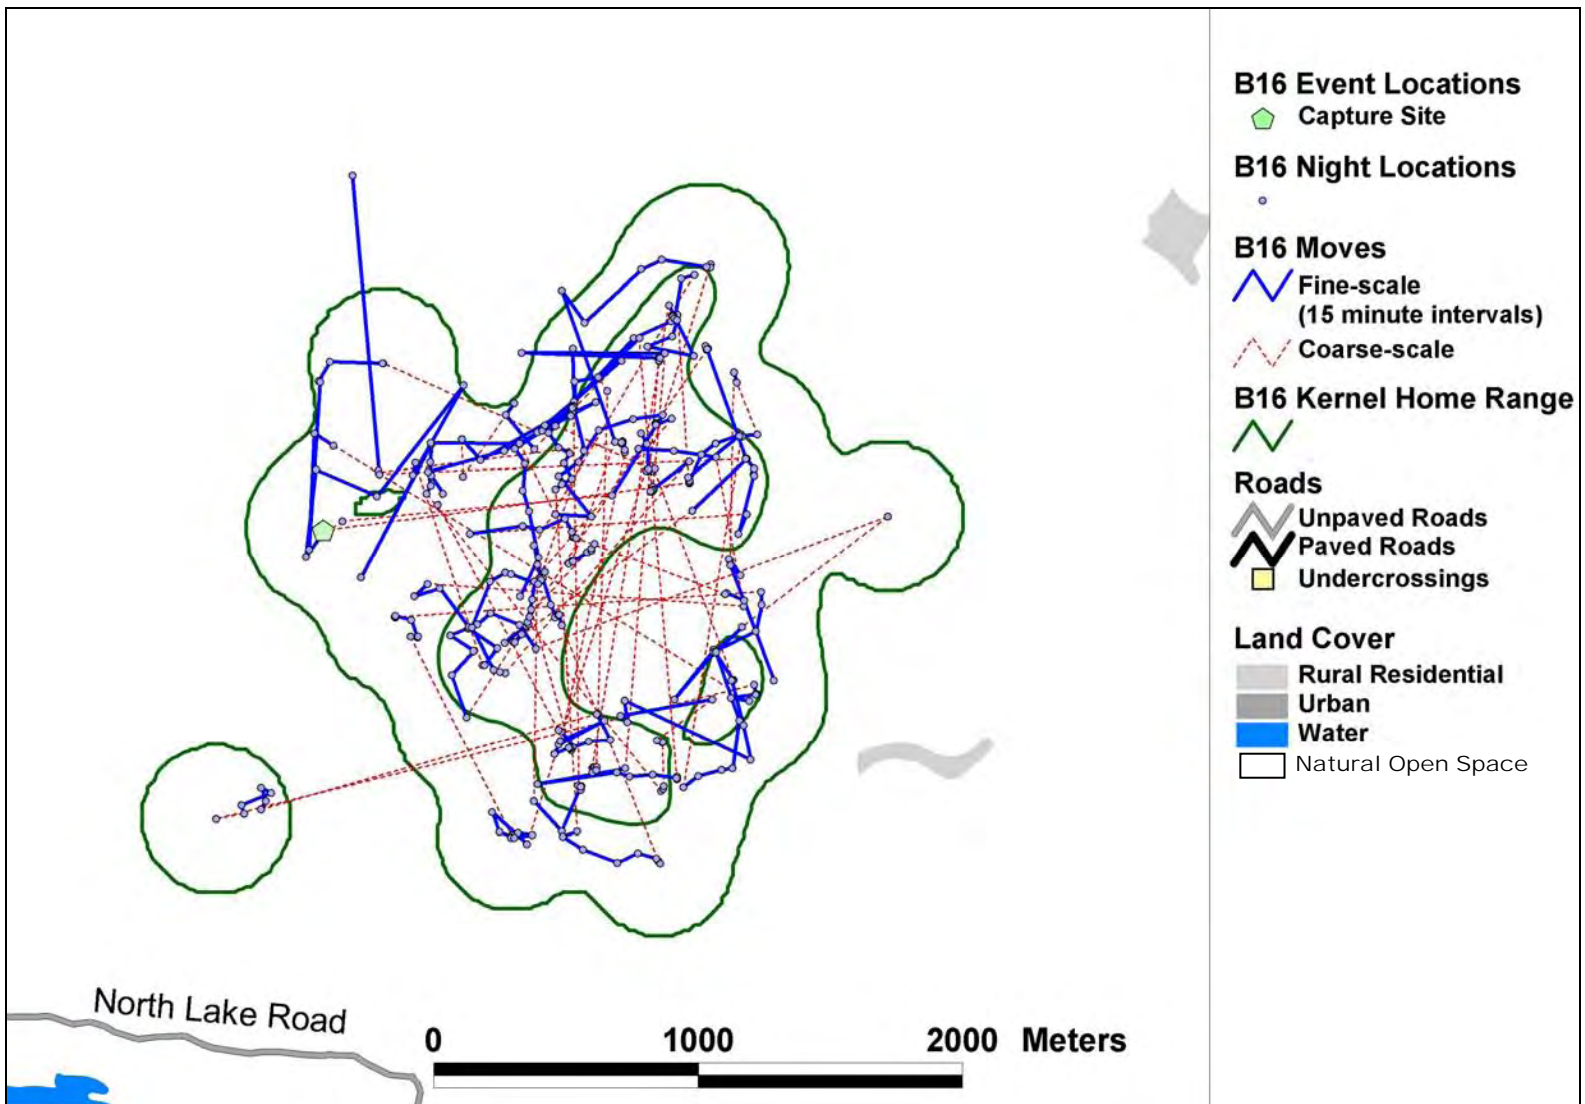 B16 Event Locations
Capture Site
B16 Night Locations
B16 Moves
Fine-scale
(15 minute intervals)
Coarse-scale
B16 Kernel Home Range
Roads
Unpaved Roads
Paved Roads
Undercrossings
Land Cover
Rural Residential
Urban
Water
Natural Open Space
North Lake Road
0 1000 2000 Meters